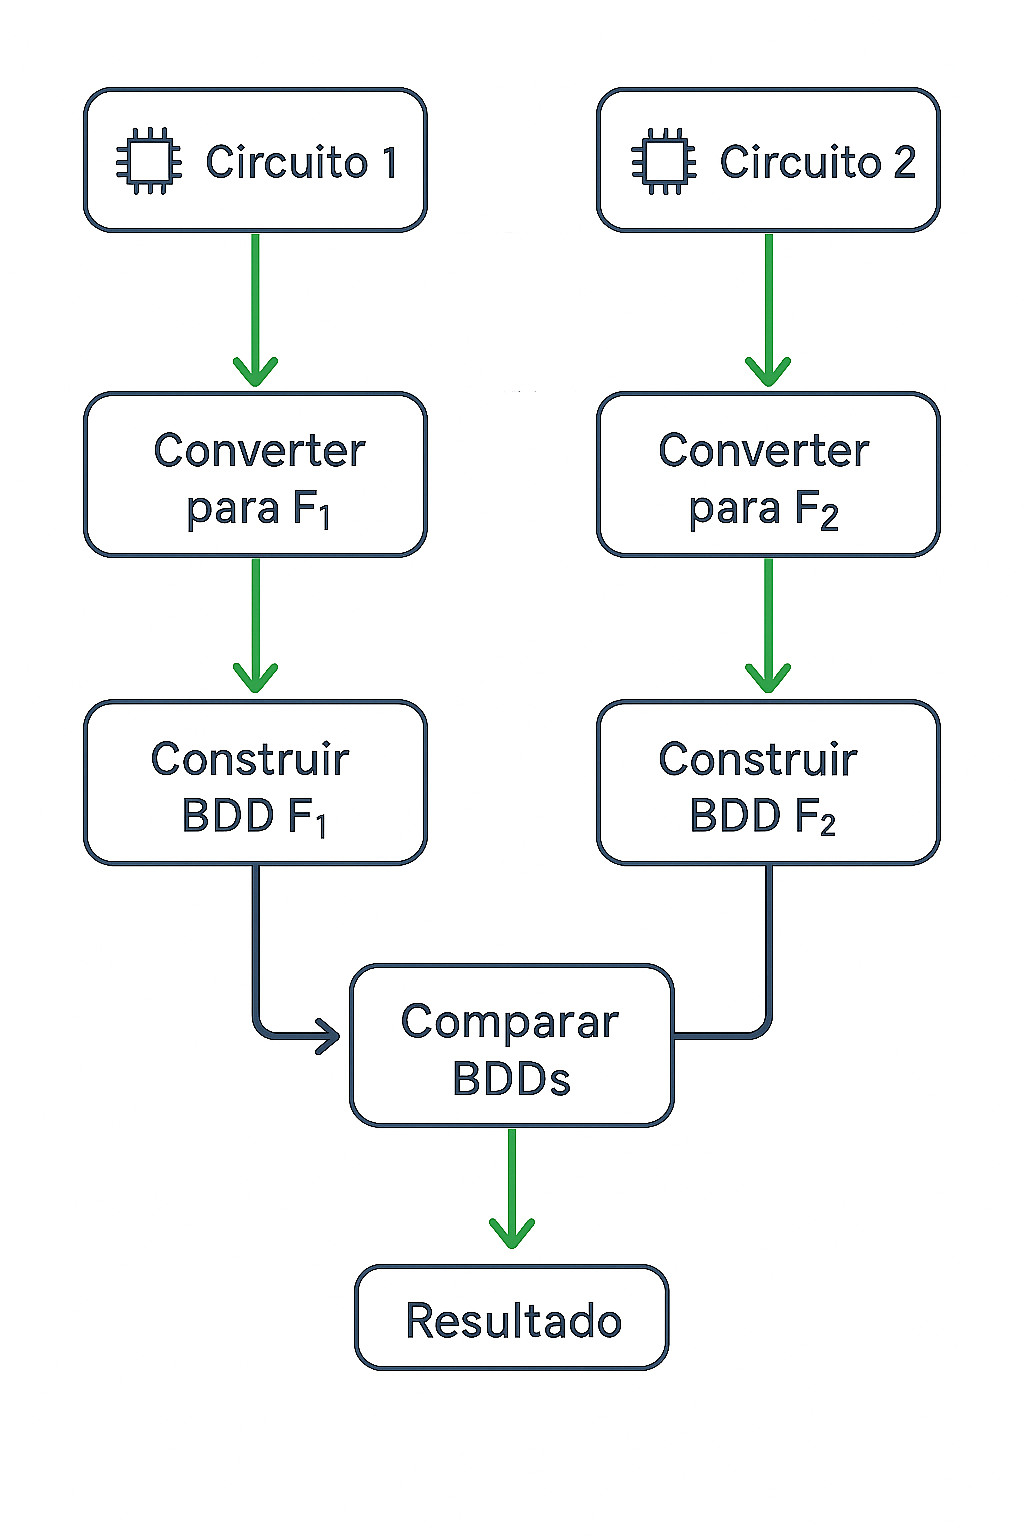 Circuito 1
Circuito 2
Converter
para F₁
Converter
para F₂
Construir
BDD F₁
Construir
BDD F₂
Comparar
BDDs
Resultado